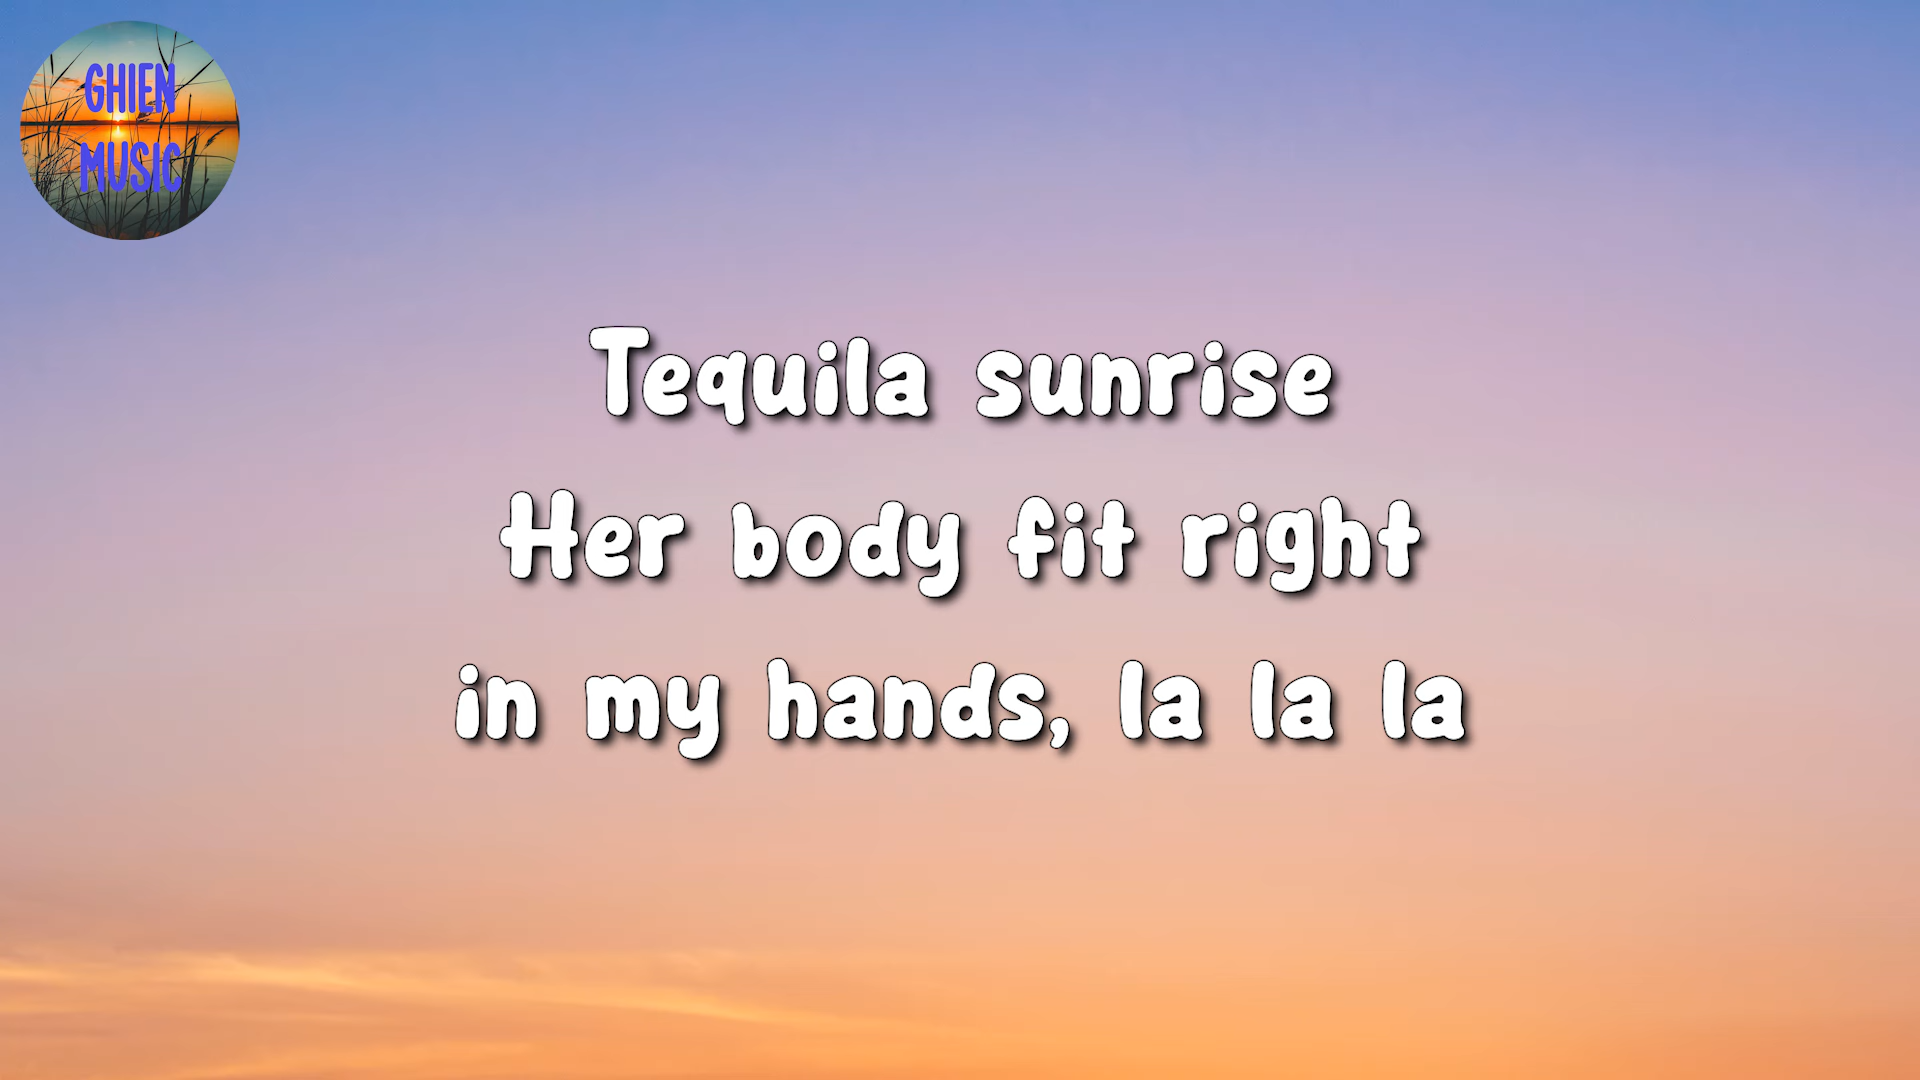 GHIEN
MUSIC
Tequila sunrise
Her body fit right
in my hands, la la la